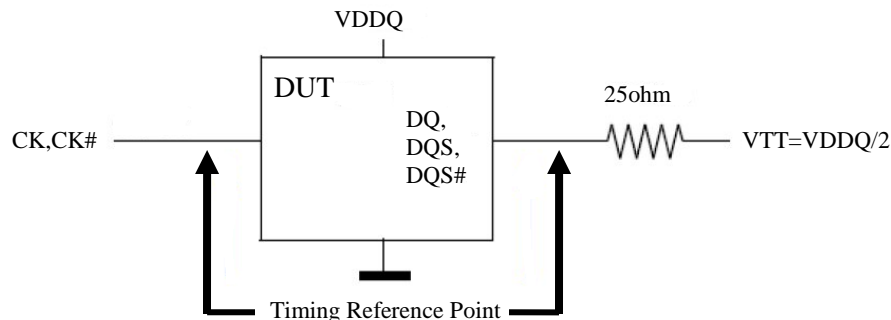 VDDQ
DUT
25ohm
CK,CK#
DQ,
DQS,
DQS#
VTT=VDDQ/2
Timing Reference Point